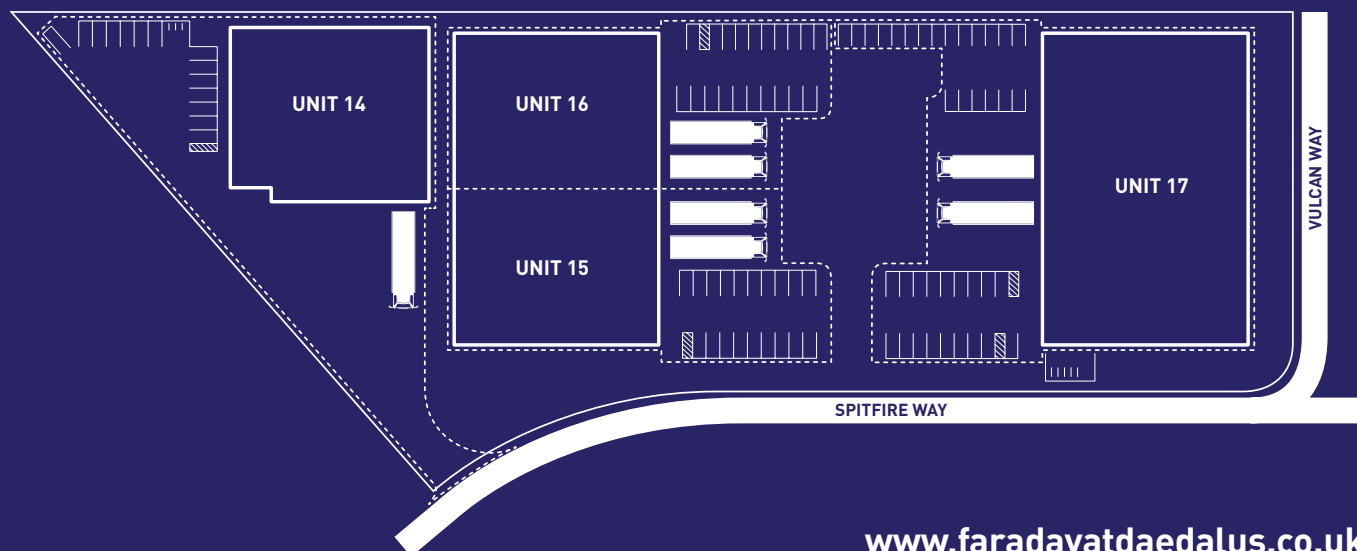 UNIT 14
UNIT 16
UNIT 17
VULCAN WAY
UNIT 15
SPITFIRE WAY
www.faradayatdaedalus.co.uk